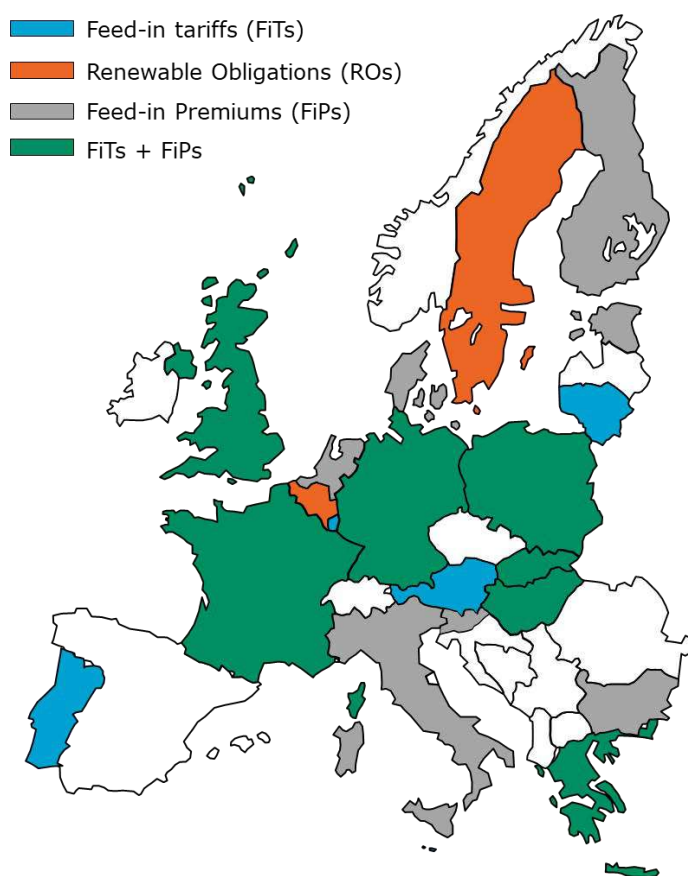 Feed-in tariffs (FiTs)
Renewable Obligations (ROs)
Feed-in Premiums (FiPs)
FiTs + FiPs